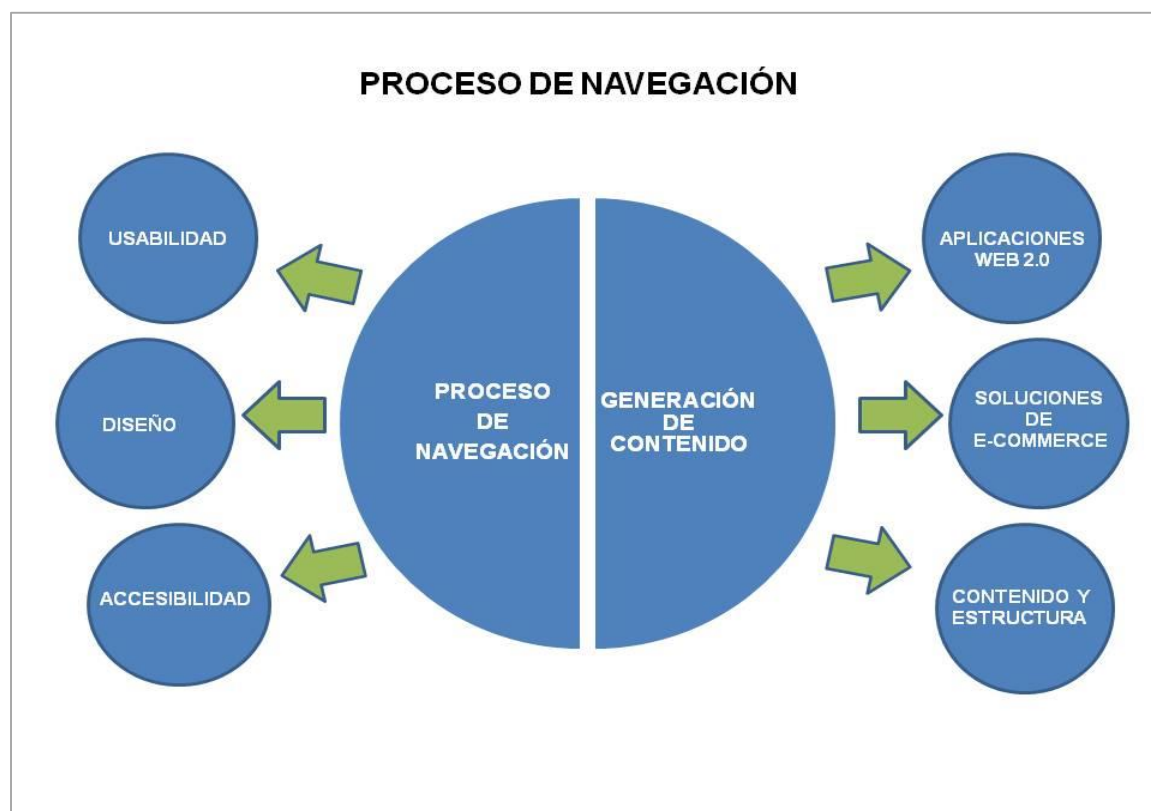 PROCESO DE NAVEGACIÓN
USABILIDAD
DISEÑO
ACCESIBILIDAD
PROCESO
DE
NAVEGACIÓN
GENERACIÓN
DE
CONTENIDO
APLICACIONES
WEB 2.0
SOLUCIONES
DE
E-COMMERCE
CONTENIDO Y
ESTRUCTURA